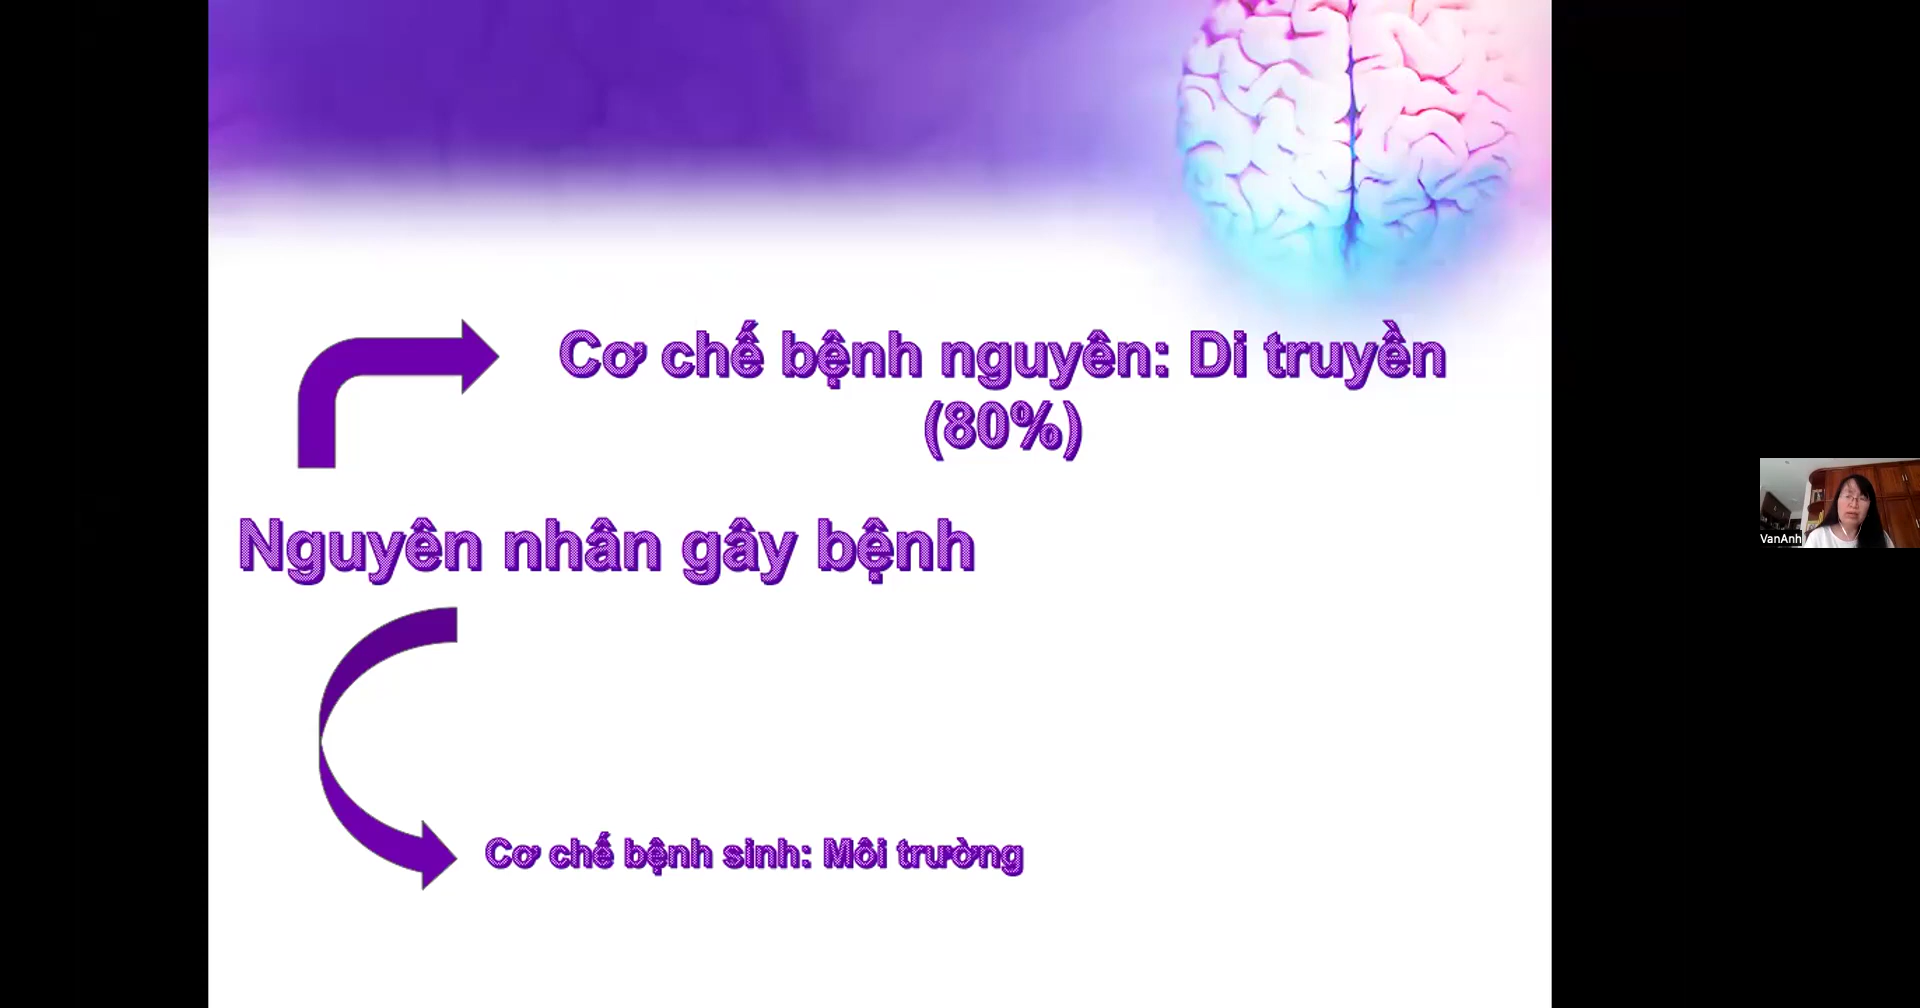 Cơ chế bệnh nguyên: Di truyền
(80%)
Nguyên nhân gây bệnh
VanAnh
Cơ chế bệnh sinh: Môi trường